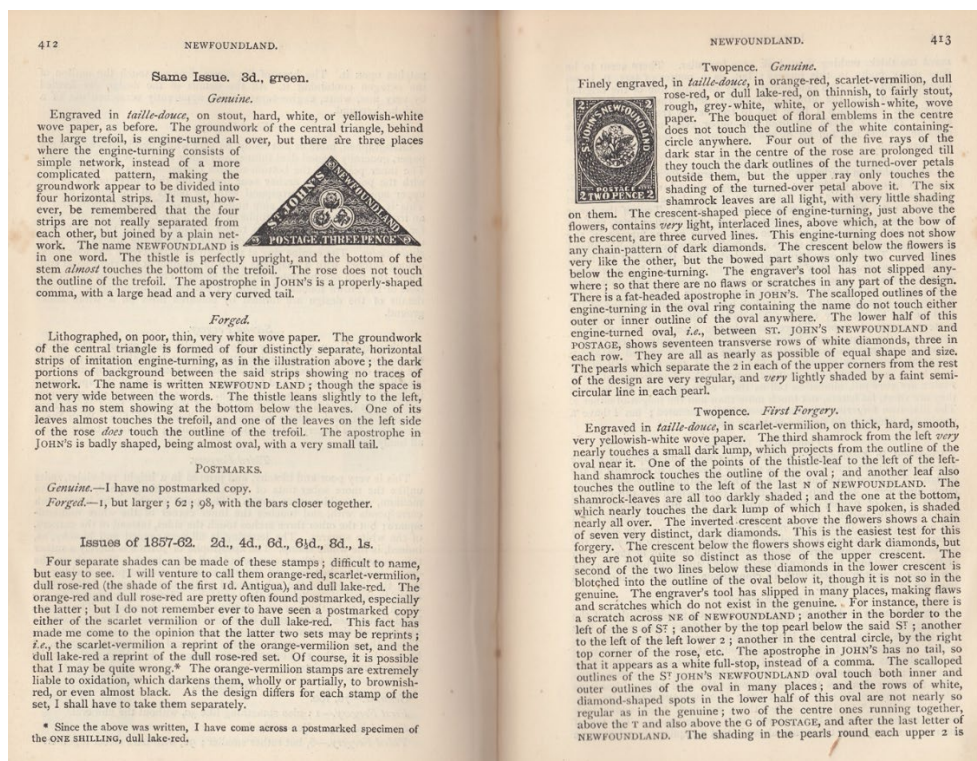 412
NEWFOUNDLAND.
Same Issue. 3d., green.
Genuine.
Engraved in taille-douce, on stout, hard, white, or yellowish-white
wove paper, as before. The groundwork of the central triangle, behind
the large trefoil, is engine-turned all over, but there are three places
where the engine-turning consists of
simple network, instead of a more
complicated pattern, making the
groundwork appear to be divided into
four horizontal strips. It must, how-
ever, be remembered that the four
strips are not really separated from
each other, but joined by a plain net-
work. The name NEWFOUNDLAND is
in one word. The thistle is perfectly upright, and the bottom of the
stem almost touches the bottom of the trefoil. The rose does not touch
the outline of the trefoil. The apostrophe in JOHN'S is a properly-shaped
comma, with a large head and a very curved tail.
ST. JOHN'S
NEWFOUNDLAND
POSTAGE THREE PENCE
Forged.
Lithographed, on poor, thin, very white wove paper. The groundwork
of the central triangle is formed of four distinctly separate, horizontal
strips of imitation engine-turning, as in the illustration above; the dark
portions of background between the said strips showing no traces of
network. The name is written NEWFOUND LAND; though the space is
not very wide between the words. The thistle leans slightly to the left,
and has no stem showing at the bottom below the leaves. One of its
leaves almost touches the trefoil, and one of the leaves on the left side
of the rose does touch the outline of the trefoil. The apostrophe in
JOHN'S is badly shaped, being almost oval, with a very small tail.
POSTMARKS.
Genuine.—I have no postmarked copy.
Forged.—1, but larger; 62; 98, with the bars closer together.
Issues of 1857-62. 2d., 4d., 6d., 6½d., 8d., 1s.
Four separate shades can be made of these stamps; difficult to name,
but easy to see. I will venture to call them orange-red, scarlet-vermilion,
dull rose-red (the shade of the first 1d. Antigua), and dull lake-red. The
orange-red and dull rose-red are pretty often found postmarked, especially
the latter; but I do not remember ever to have seen a postmarked copy
either of the scarlet vermilion or of the dull lake-red. This fact has
made me come to the opinion that the latter two sets may be reprints;
i.e., the scarlet-vermilion a reprint of the orange-vermilion set, and the
dull lake-red a reprint of the dull rose-red set. Of course, it is possible
that I may be quite wrong.* The orange-vermilion stamps are extremely
liable to oxidation, which darkens them, wholly or partially, to brownish-
red, or even almost black. As the design differs for each stamp of the
set, I shall have to take them separately.
* Since the above was written, I have come across a postmarked specimen of
the ONE SHILLING, dull lake-red.
NEWFOUNDLAND.
413
Twopence. Genuine.
Finely engraved, in taille-douce, in orange-red, scarlet-vermilion, dull
rose-red, or dull lake-red, on thinnish, to fairly stout,
rough, grey-white, white, or yellowish-white, wove
paper. The bouquet of floral emblems in the centre
does not touch the outline of the white containing-
circle anywhere. Four out of the five rays of the
dark star in the centre of the rose are prolonged till
they touch the dark outlines of the turned-over petals
outside them, but the upper ray only touches the
shading of the turned-over petal above it. The six
shamrock leaves are all light, with very little shading
on them. The crescent-shaped piece of engine-turning, just above the
flowers, contains very light, interlaced lines, above which, at the bow of
the crescent, are three curved lines. This engine-turning does not show
any chain-pattern of dark diamonds. The crescent below the flowers is
very like the other, but the bowed part shows only two curved lines
below the engine-turning. The engraver's tool has not slipped any-
where; so that there are no flaws or scratches in any part of the design.
There is a fat-headed apostrophe in JOHN'S. The scalloped outlines of the
engine-turning in the oval ring containing the name do not touch either
outer or inner outline of the oval anywhere. The lower half of this
engine-turned oval, i.e., between ST. JOHN'S NEWFOUNDLAND and
POSTAGE, shows seventeen transverse rows of white diamonds, three in
each row. They are all as nearly as possible of equal shape and size.
The pearls which separate the 2 in each of the upper corners from the rest
of the design are very regular, and very lightly shaded by a faint semi-
circular line in each pearl.
2
2
ST. JOHN'S NEWFOUNDLAND
POSTAGE
2 TWO PENCE 2
Twopence. First Forgery.
Engraved in taille-douce, in scarlet-vermilion, on thick, hard, smooth,
very yellowish-white wove paper. The third shamrock from the left very
nearly touches a small dark lump, which projects from the outline of the
oval near it. One of the points of the thistle-leaf to the left of the left-
hand shamrock touches the outline of the oval; and another leaf also
touches the outline to the left of the last N of NEWFOUNDLAND. The
shamrock-leaves are all too darkly shaded; and the one at the bottom,
which nearly touches the dark lump of which I have spoken, is shaded
nearly all over. The inverted crescent above the flowers shows a chain
of seven very distinct, dark diamonds. This is the easiest test for this
forgery. The crescent below the flowers shows eight dark diamonds, but
they are not quite so distinct as those of the upper crescent. The
second of the two lines below these diamonds in the lower crescent is
blotched into the outline of the oval below it, though it is not so in the
genuine. The engraver's tool has slipped in many places, making flaws
and scratches which do not exist in the genuine. For instance, there is
a scratch across NE of NEWFOUNDLAND; another in the border to the
left of the S of ST; another by the top pearl below the said ST; another
to the left of the left lower 2; another in the central circle, by the right
top corner of the rose, etc. The apostrophe in JOHN'S has no tail, so
that it appears as a white full-stop, instead of a comma. The scalloped
outlines of the ST JOHN'S NEWFOUNDLAND oval touch both inner and
outer outlines of the oval in many places; and the rows of white,
diamond-shaped spots in the lower half of this oval are not nearly so
regular as in the genuine; two of the centre ones running together,
above the T and also above the G of POSTAGE, and after the last letter of
NEWFOUNDLAND. The shading in the pearls round each upper 2 is